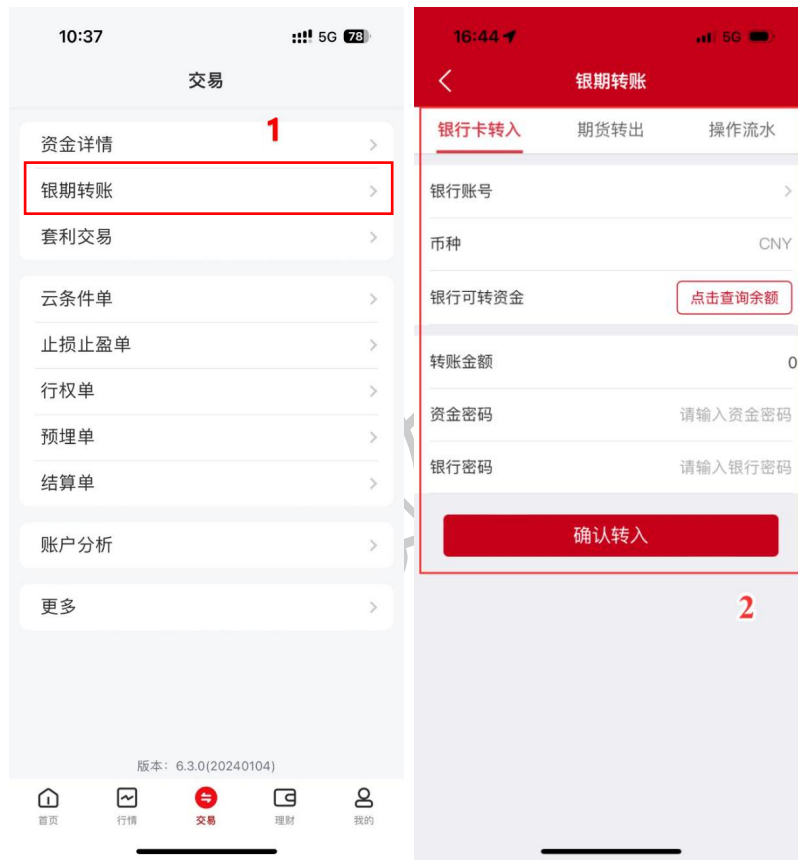 10:37
5G 78
交易
1
资金详情
银期转账
套利交易
云条件单
止损止盈单
行权单
预埋单
结算单
账户分析
更多
版本：6.3.0(20240104)
首页
行情
交易
理财
我的
16:44
5G
银期转账
银行卡转入
期货转出
操作流水
银行账号
币种
CNY
银行可转资金
点击查询余额
转账金额
0
资金密码
请输入资金密码
银行密码
请输入银行密码
确认转入
2